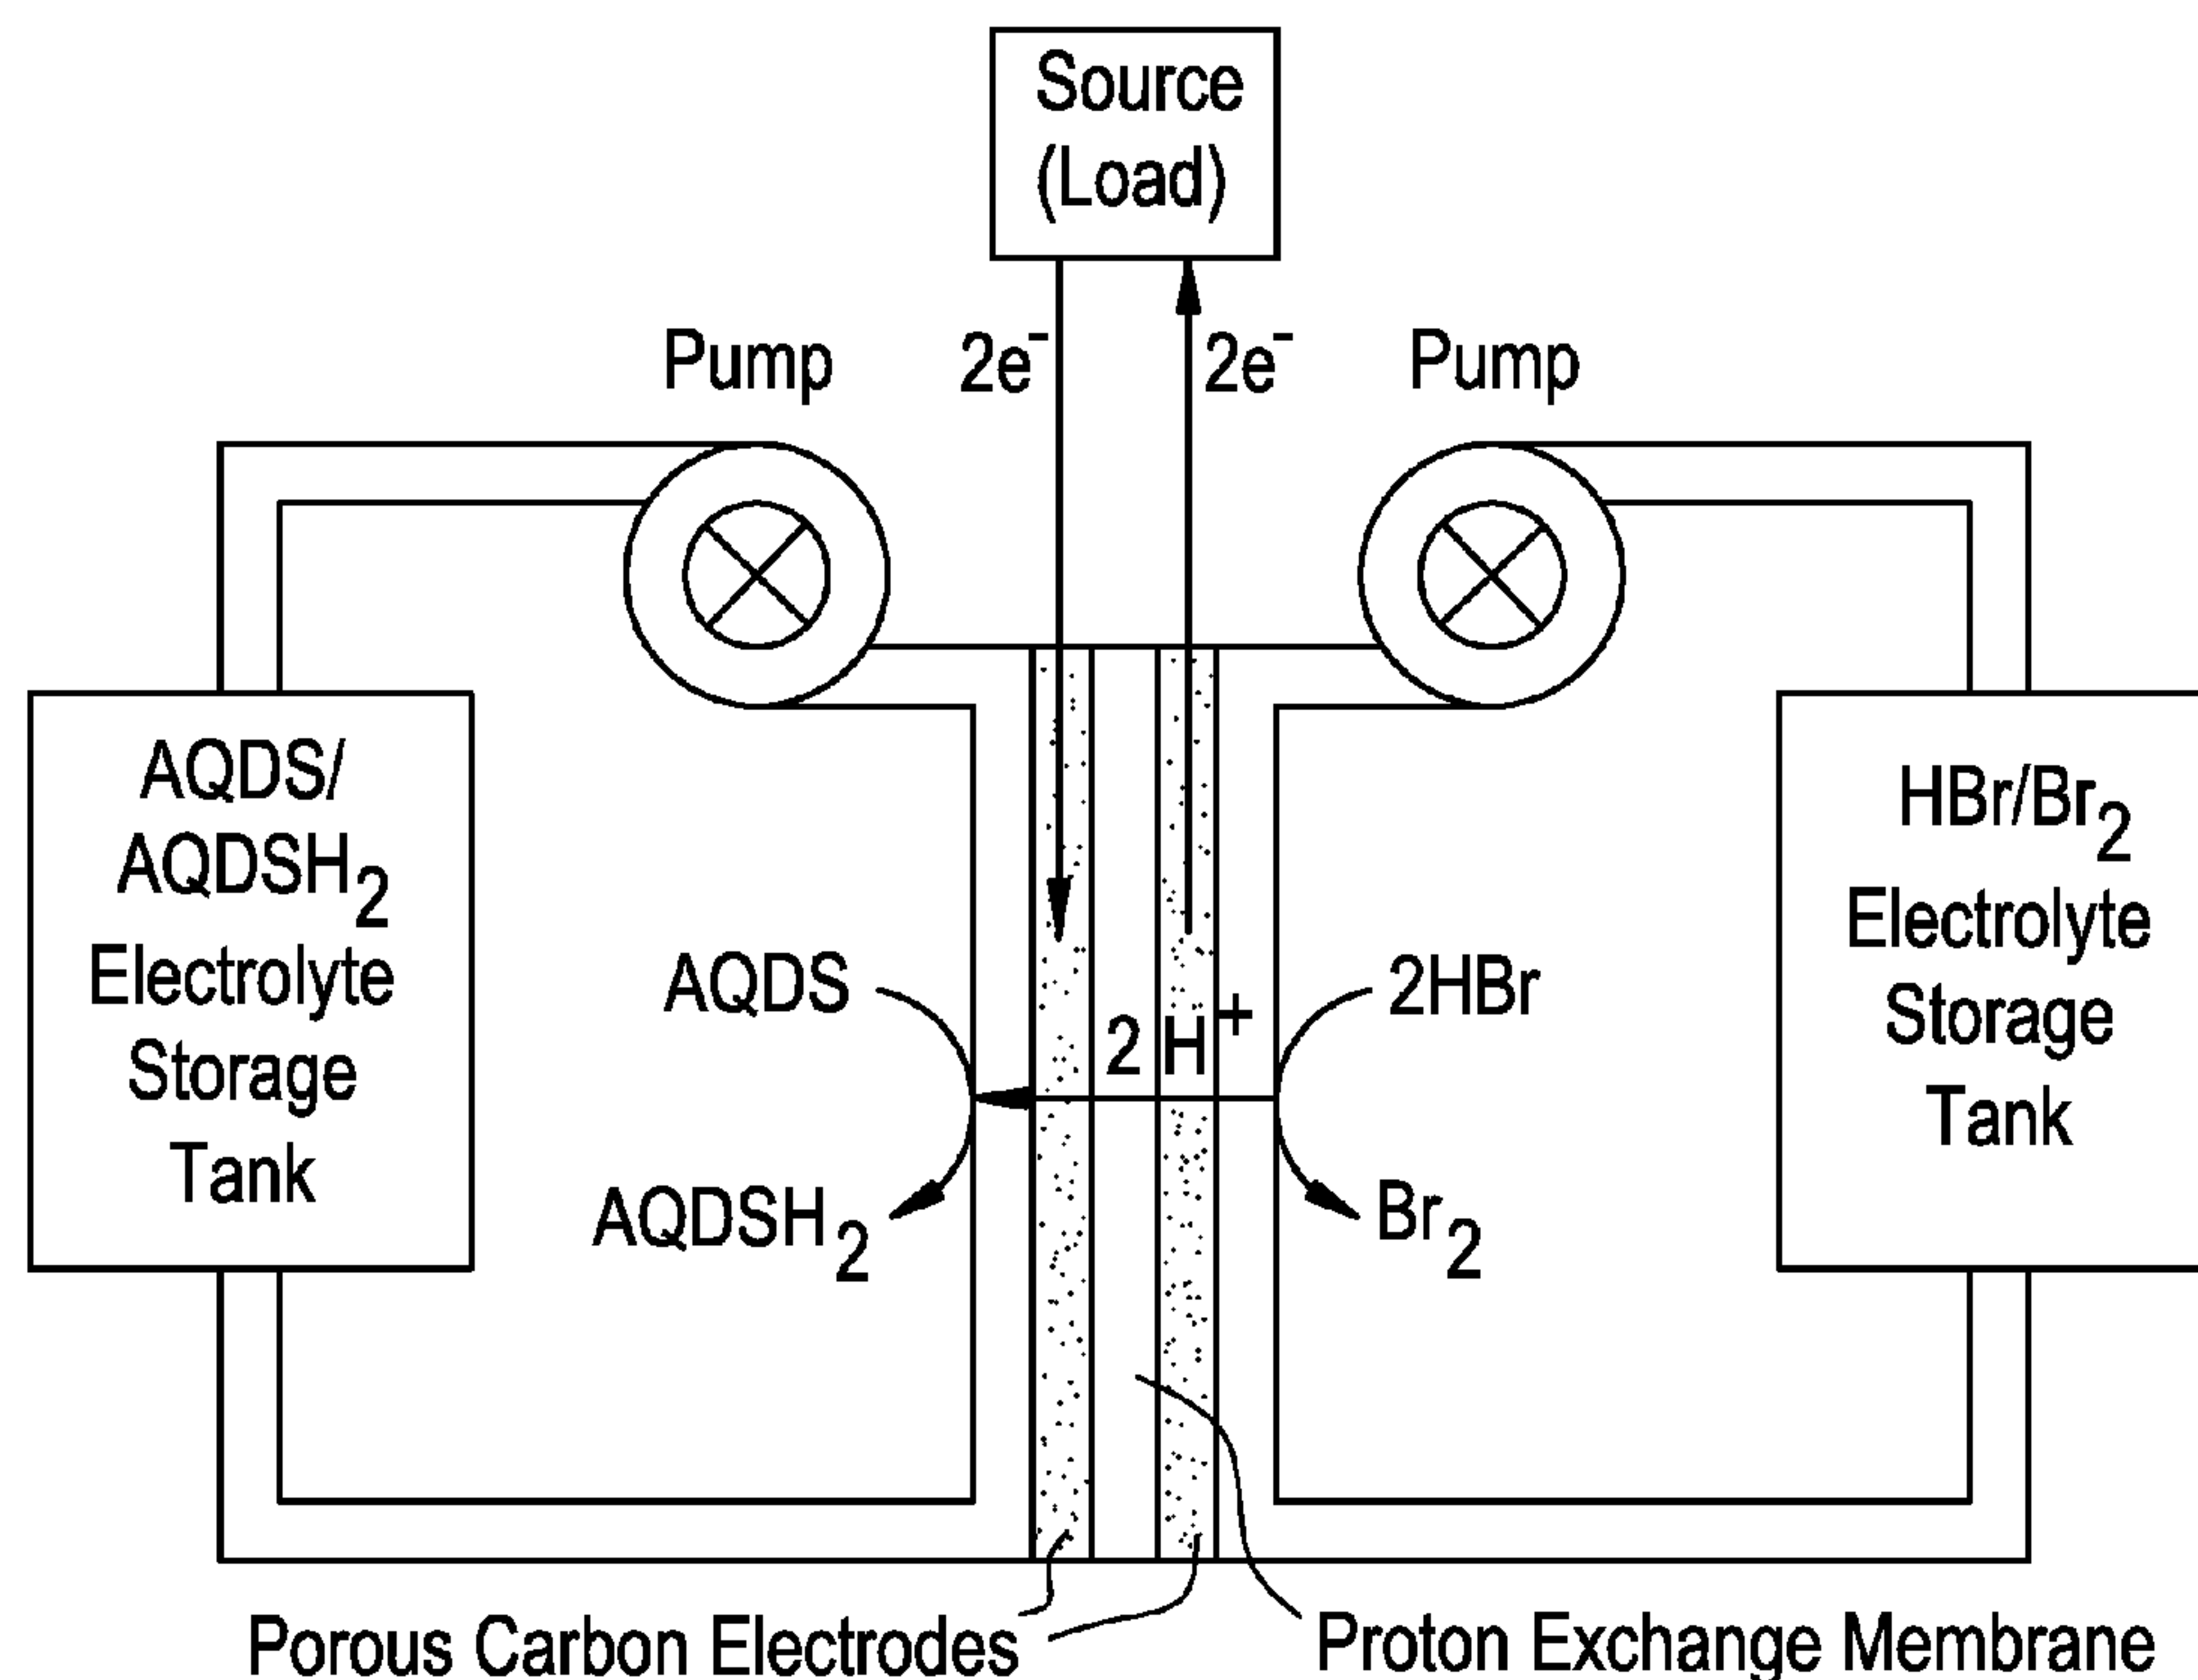 Source
(Load)
Pump
2e⁻
2e⁻
Pump
AQDS/
AQDSH₂
Electrolyte
Storage
Tank
HBr/Br₂
Electrolyte
Storage
Tank
AQDS
2H⁺
2HBr
AQDSH₂
Br₂
Porous Carbon Electrodes
Proton Exchange Membrane